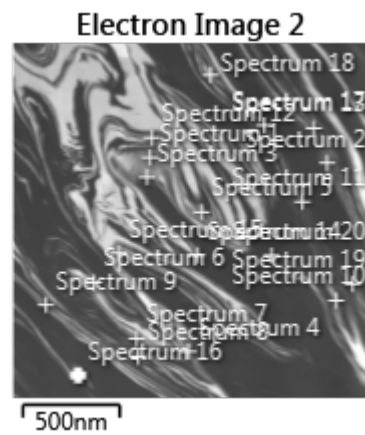 Electron Image 2
Spectrum 18
Spectrum 12
Spectrum 2
Spectrum 3
Spectrum 11
Spectrum 6
Spectrum 19
Spectrum 9
Spectrum 10
Spectrum 7
Spectrum 8
Spectrum 4
Spectrum 16
500nm